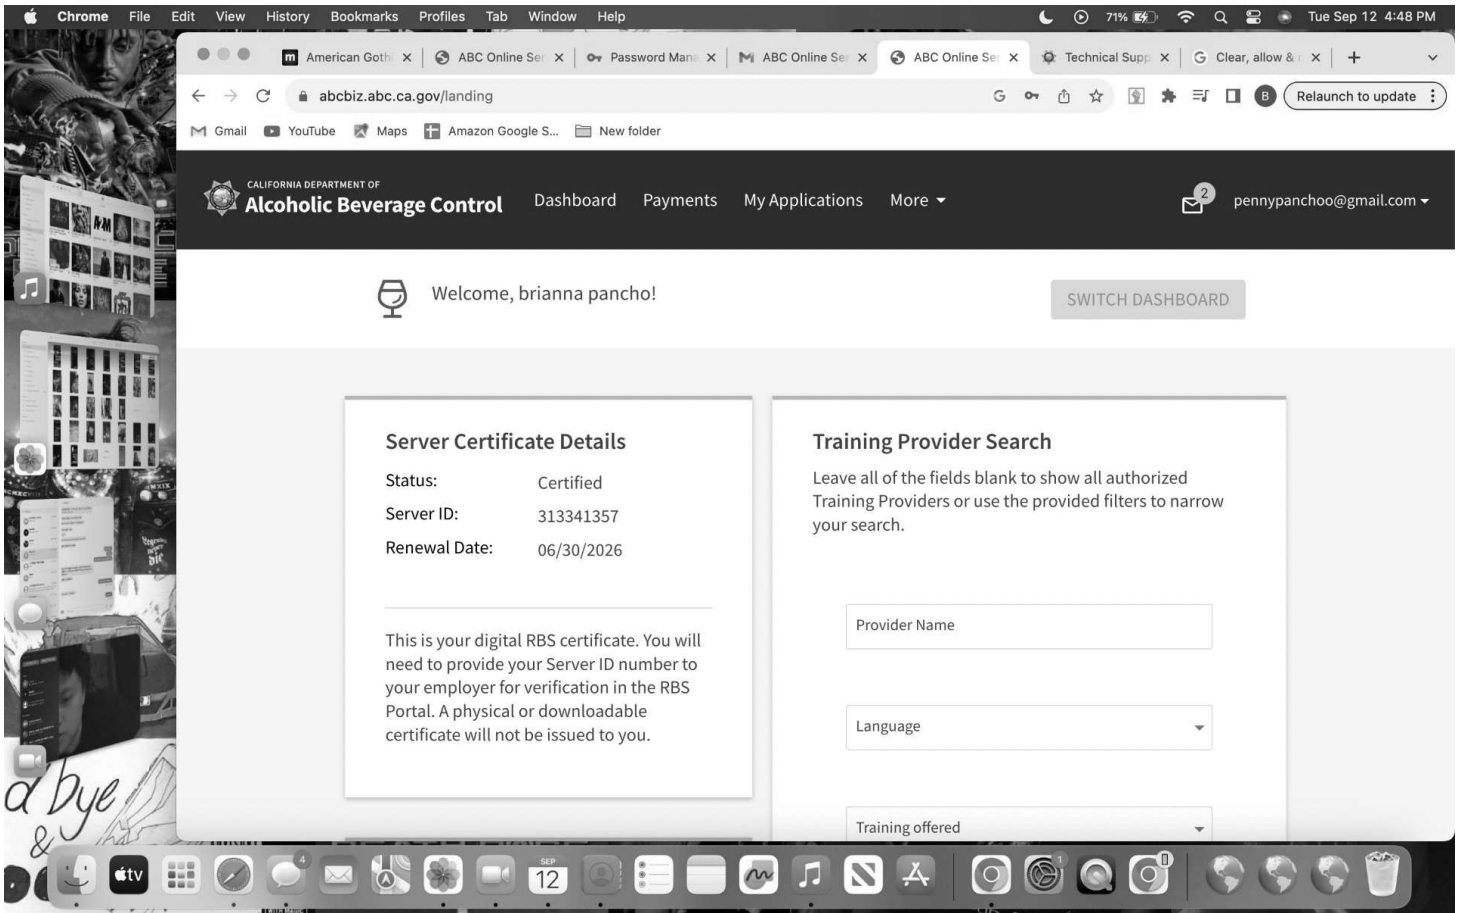 Chrome File Edit View History Bookmarks Profiles Tab Window Help 71% Tue Sep 12 4:48 PM
m American Goth ABC Online Ser Password Mana ABC Online Ser ABC Online Ser Technical Supp Clear, allow &
abcbiz.abc.ca.gov/landing B Relaunch to update
Gmail YouTube Maps Amazon Google S... New folder
CALIFORNIA DEPARTMENT OF
Alcoholic Beverage Control Dashboard Payments My Applications More 2 pennypanchoo@gmail.com
Welcome, brianna pancho! SWITCH DASHBOARD
Server Certificate Details
Status: Certified
Server ID: 313341357
Renewal Date: 06/30/2026
This is your digital RBS certificate. You will
need to provide your Server ID number to
your employer for verification in the RBS
Portal. A physical or downloadable
certificate will not be issued to you.
Training Provider Search
Leave all of the fields blank to show all authorized
Training Providers or use the provided filters to narrow
your search.
Provider Name
Language
Training offered
d bye
&
tv 4 SEP 1
12